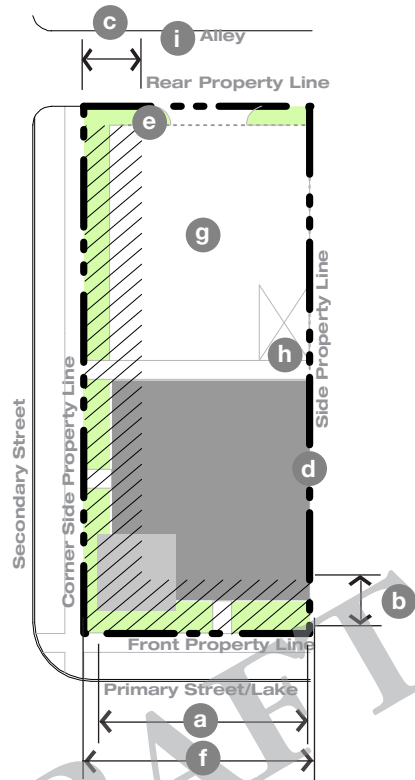 c
i
Alley
Rear Property Line
e
g
h
Side Property Line
d
Corner Side Property Line
Secondary Street
b
Front Property Line
Primary Street/Lake
a
f
DRAFT